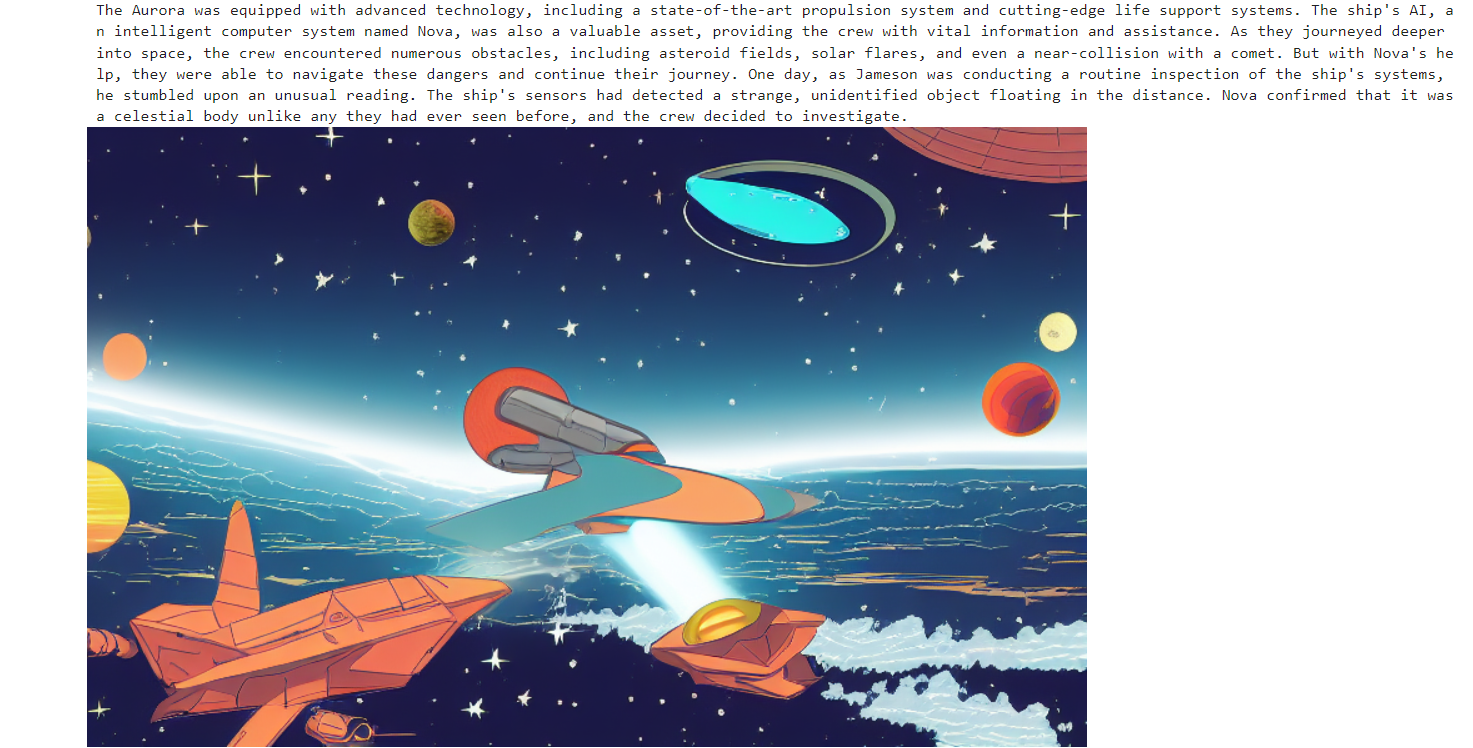 The Aurora was equipped with advanced technology, including a state-of-the-art propulsion system and cutting-edge life support systems. The ship's AI, a
n intelligent computer system named Nova, was also a valuable asset, providing the crew with vital information and assistance. As they journeyed deeper
into space, the crew encountered numerous obstacles, including asteroid fields, solar flares, and even a near-collision with a comet. But with Nova's he
lp, they were able to navigate these dangers and continue their journey. One day, as Jameson was conducting a routine inspection of the ship's systems,
he stumbled upon an unusual reading. The ship's sensors had detected a strange, unidentified object floating in the distance. Nova confirmed that it was
a celestial body unlike any they had ever seen before, and the crew decided to investigate.